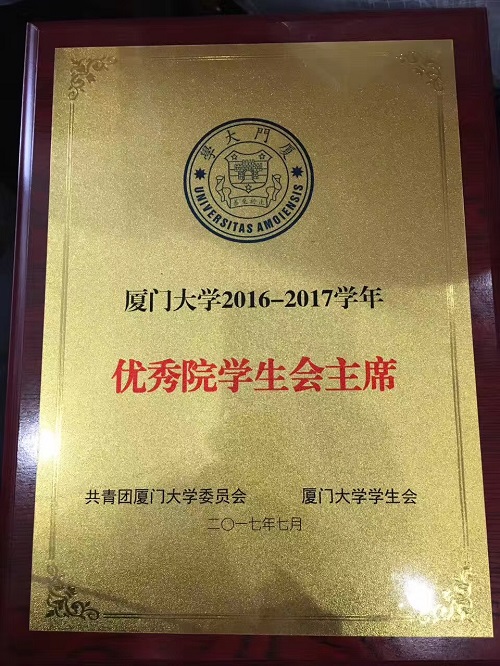 廈門大學
UNIVERSITAS AMOIENSIS
厦门大学2016-2017学年
优秀院学生会主席
共青团厦门大学委员会 厦门大学学生会
二〇一七年七月